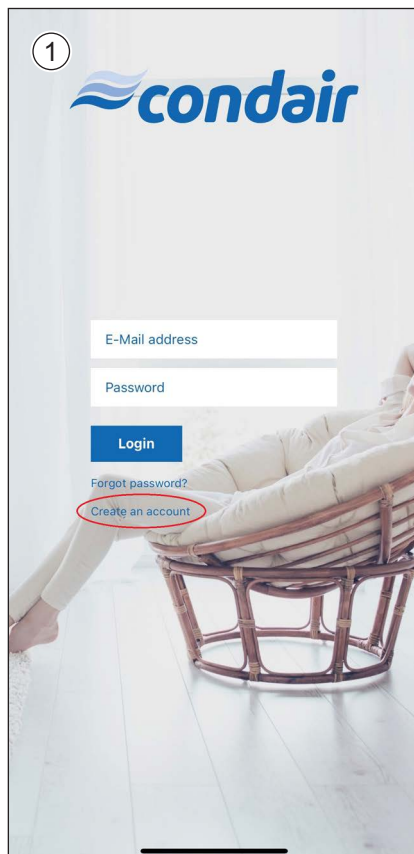 1
condair
E-Mail address
Password
Login
Forgot password?
Create an account